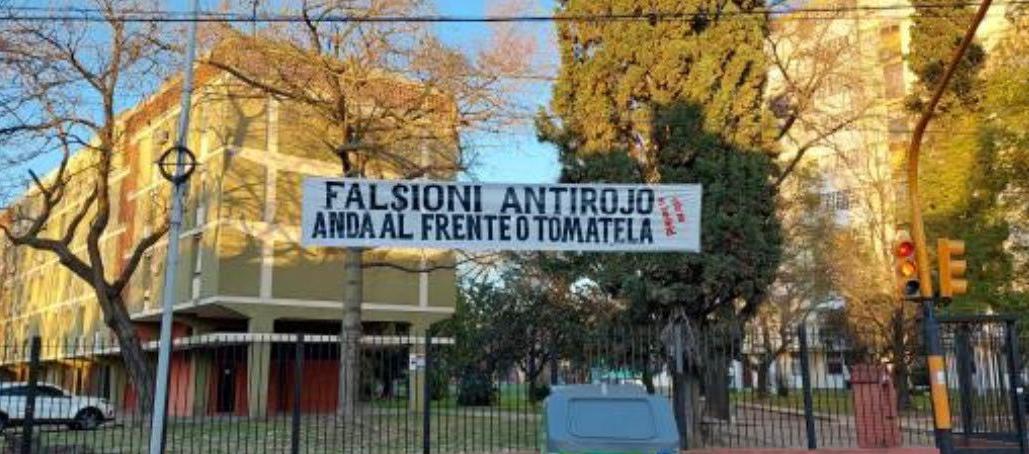 FALSIONI ANTIROJO
ANDA AL FRENTE O TOMATELA